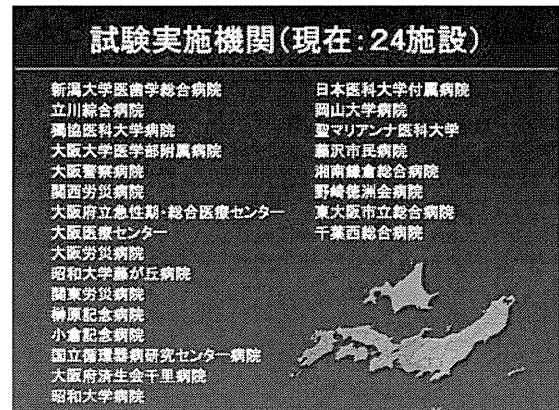 試験実施機関(現在:24施設)
新潟大学医歯学総合病院
立川綜合病院
獨協医科大学病院
大阪大学医学部附属病院
大阪警察病院
関西労災病院
大阪府立急性期・総合医療センター
大阪医療センター
大阪労災病院
昭和大学藤が丘病院
関東労災病院
榊原記念病院
小倉記念病院
国立循環器病研究センター病院
大阪府済生会千里病院
昭和大学病院
日本医科大学付属病院
岡山大学病院
聖マリアンナ医科大学
藤沢市民病院
湘南鎌倉総合病院
野崎徳洲会病院
東大阪市立総合病院
千葉西総合病院